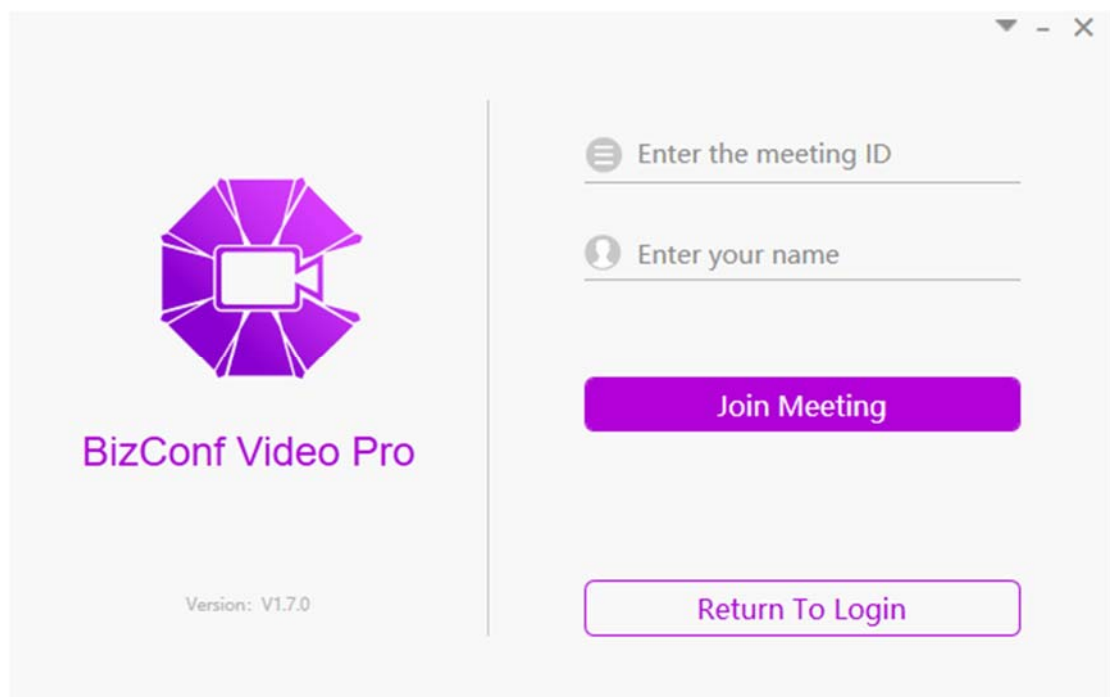 BizConf Video Pro
Version: V1.7.0
Enter the meeting ID
Enter your name
Join Meeting
Return To Login